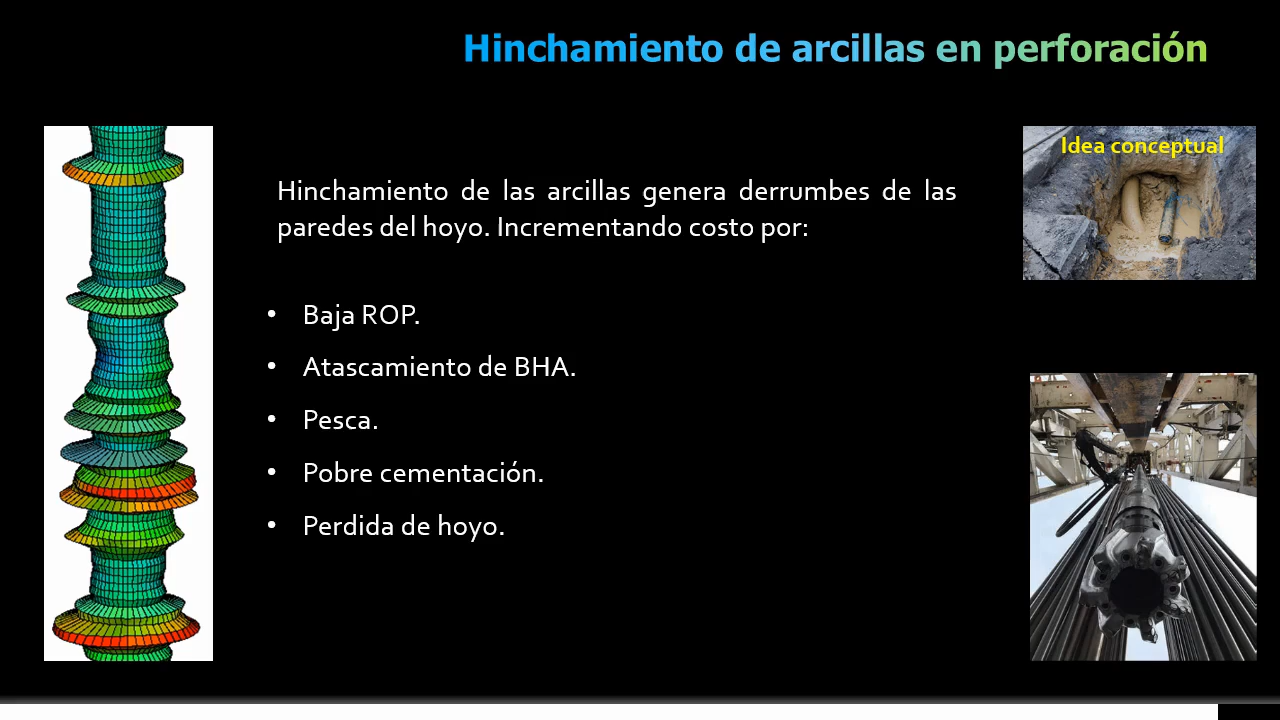 Hinchamiento de arcillas en perforación
Idea conceptual
Hinchamiento de las arcillas genera derrumbes de las
paredes del hoyo. Incrementando costo por:
• Baja ROP.
• Atascamiento de BHA.
• Pesca.
• Pobre cementación.
• Perdida de hoyo.